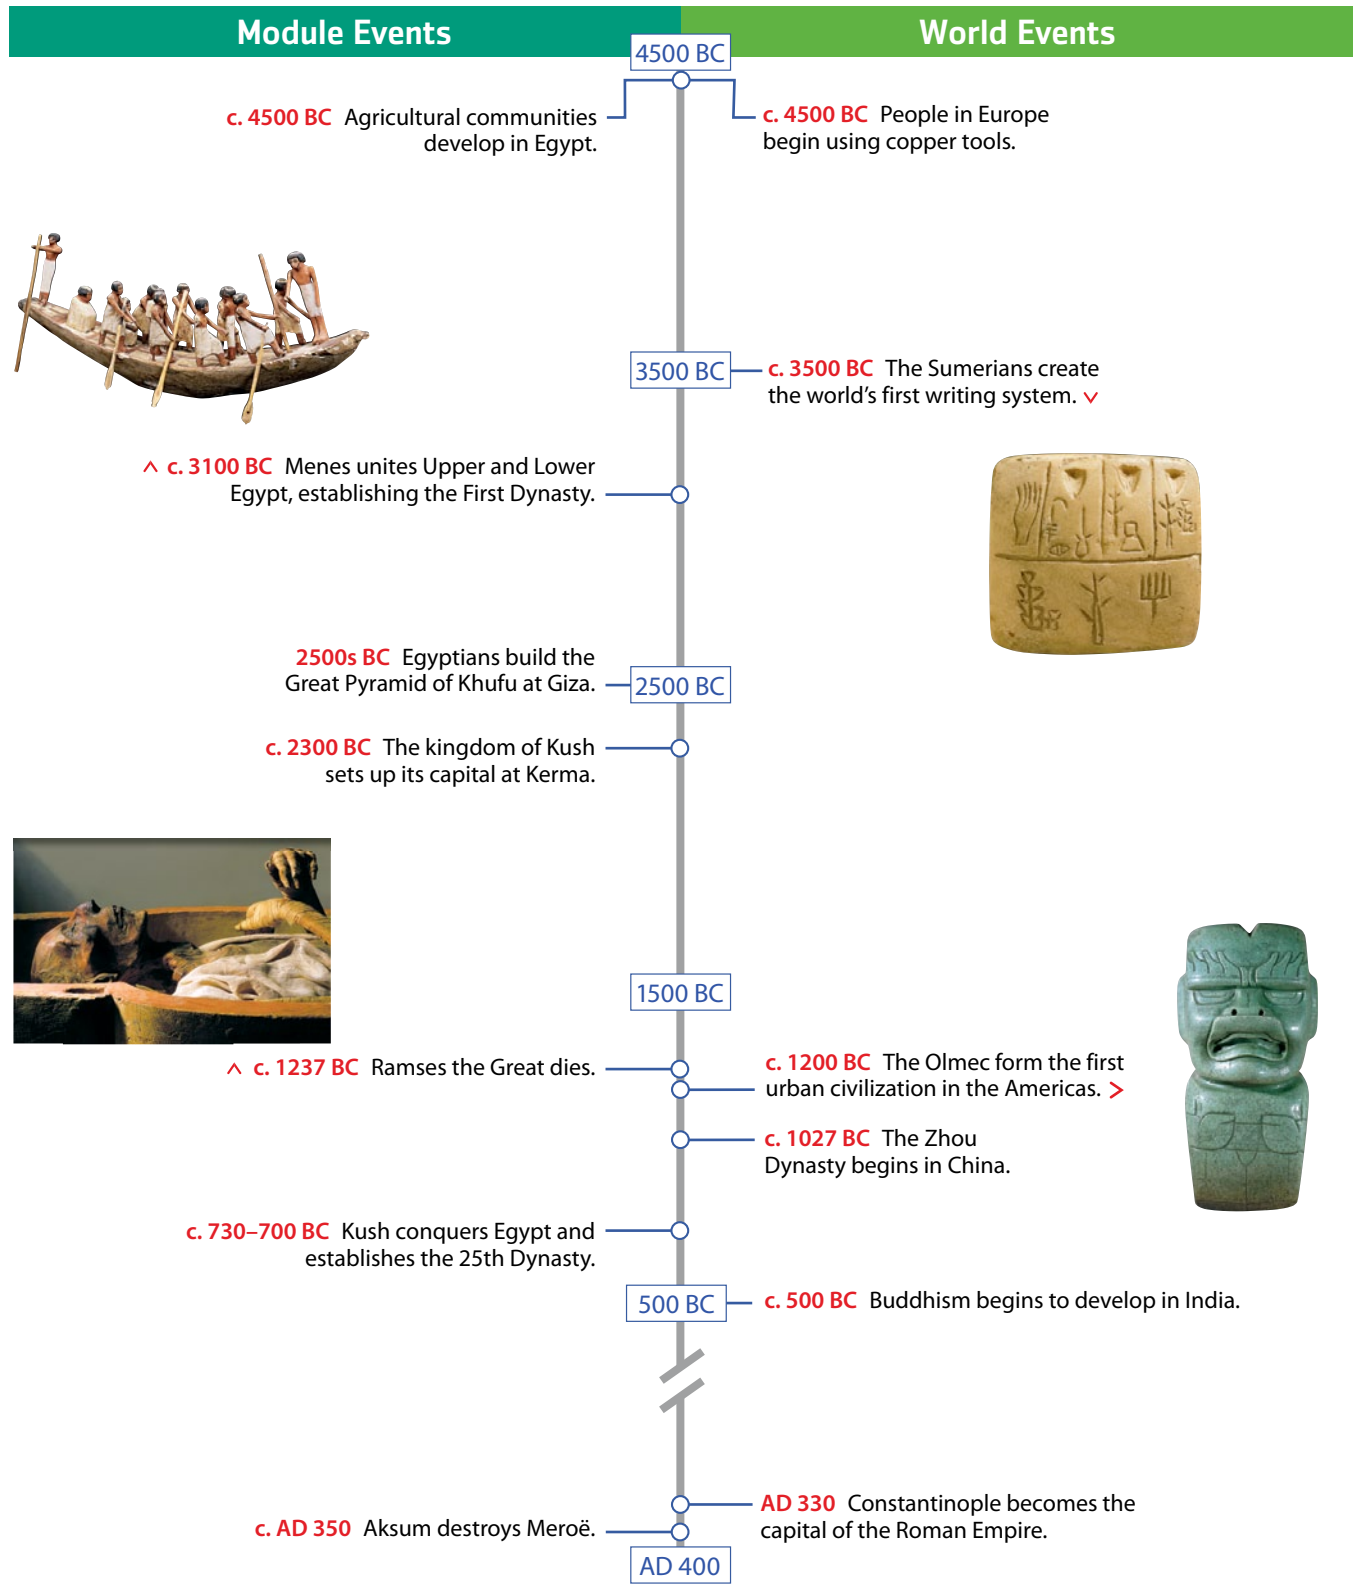 Module Events
World Events
4500 BC
c. 4500 BC Agricultural communities
develop in Egypt.
c. 4500 BC People in Europe
begin using copper tools.
3500 BC
c. 3500 BC The Sumerians create
the world's first writing system.
c. 3100 BC Menes unites Upper and Lower
Egypt, establishing the First Dynasty.
2500s BC Egyptians build the
Great Pyramid of Khufu at Giza.
2500 BC
c. 2300 BC The kingdom of Kush
sets up its capital at Kerma.
1500 BC
c. 1237 BC Ramses the Great dies.
c. 1200 BC The Olmec form the first
urban civilization in the Americas.
c. 1027 BC The Zhou
Dynasty begins in China.
c. 730–700 BC Kush conquers Egypt and
establishes the 25th Dynasty.
500 BC
c. 500 BC Buddhism begins to develop in India.
AD 330 Constantinople becomes the
capital of the Roman Empire.
c. AD 350 Aksum destroys Meroë.
AD 400